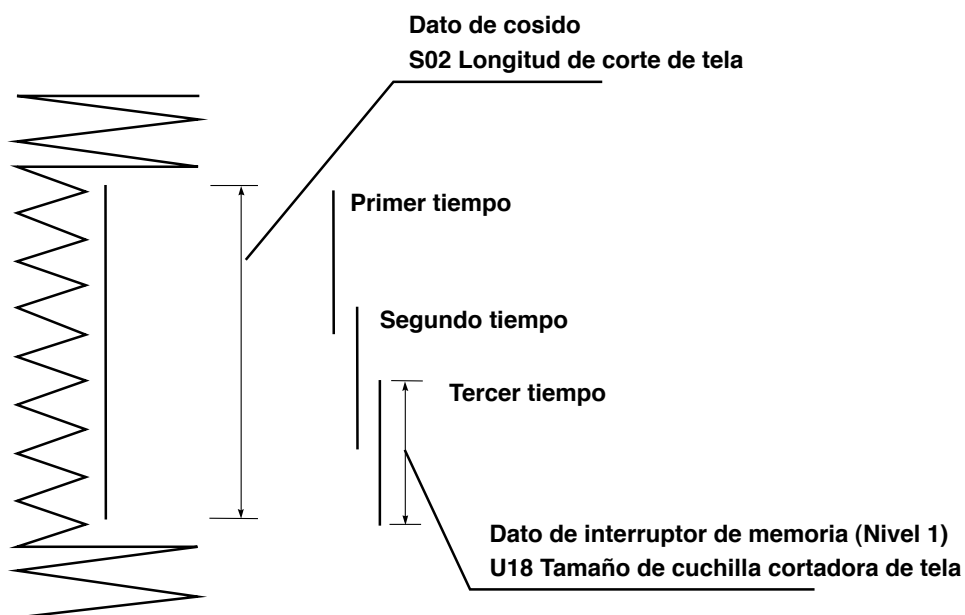 Dato de cosido
S02 Longitud de corte de tela
Primer tiempo
Segundo tiempo
Tercer tiempo
Dato de interruptor de memoria (Nivel 1)
U18 Tamaño de cuchilla cortadora de tela